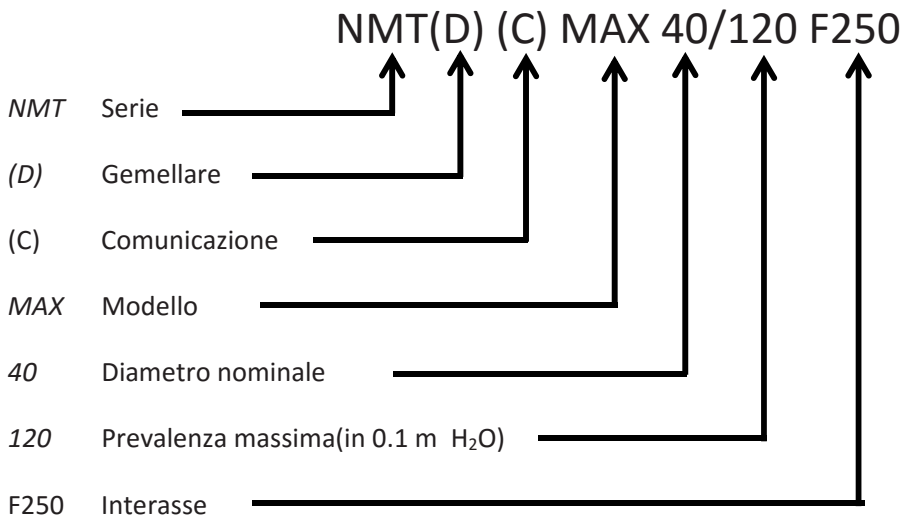 NMT(D) (C) MAX 40/120 F250
NMT Serie
(D) Gemellare
(C) Comunicazione
MAX Modello
40 Diametro nominale
120 Prevalenza massima(in 0.1 m H₂O)
F250 Interasse